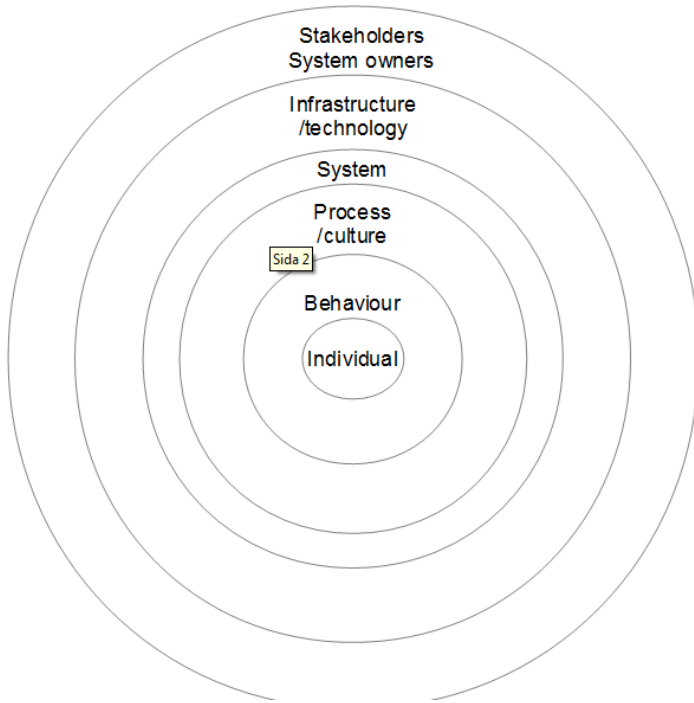 Stakeholders
System owners
Infrastructure
/technology
System
Process
/culture
Sida 2
Behaviour
Individual